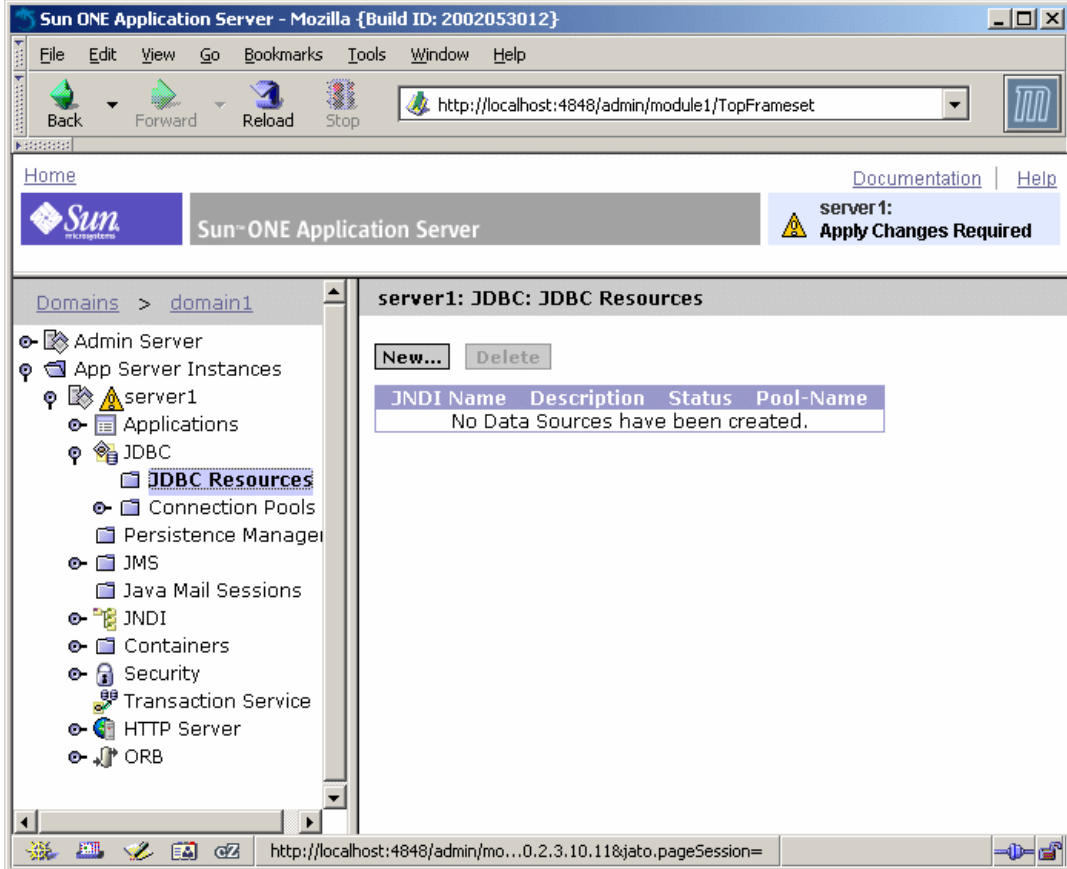 Sun ONE Application Server - Mozilla {Build ID: 2002053012}
File Edit View Go Bookmarks Tools Window Help
Back Forward Reload Stop
http://localhost:4848/admin/module1/TopFrameset
Home
Documentation | Help
Sun
microsystems
Sun™ ONE Application Server
server1:
Apply Changes Required
Domains > domain1
Admin Server
App Server Instances
server1
Applications
JDBC
JDBC Resources
Connection Pools
Persistence Manager
JMS
Java Mail Sessions
JNDI
Containers
Security
Transaction Service
HTTP Server
ORB
server1: JDBC: JDBC Resources
New... Delete
JNDI Name Description Status Pool-Name
No Data Sources have been created.
http://localhost:4848/admin/mo...0.2.3.10.11&jato.pageSession=